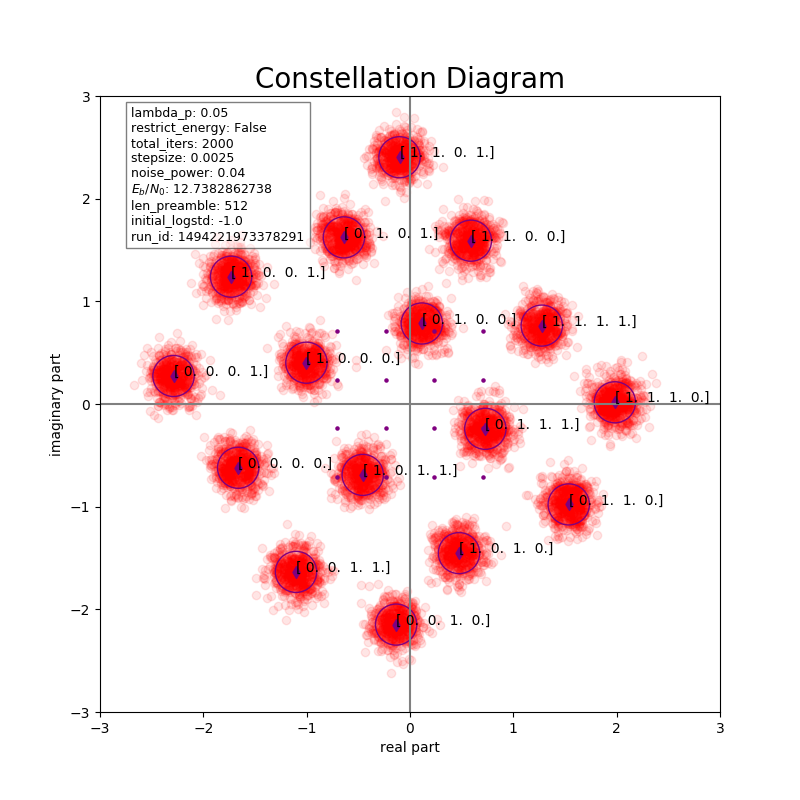 Constellation Diagram
lambda_p: 0.05
restrict_energy: False
total_iters: 2000
stepsize: 0.0025
noise_power: 0.04
E_b/N_0: 12.7382862738
len_preamble: 512
initial_logstd: -1.0
run_id: 1494221973378291
[ 1. 1. 0. 1.]
[ 0. 1. 0. 1.]
[ 1. 1. 0. 0.]
[ 1. 0. 0. 1.]
[ 0. 1. 0. 0.]
[ 1. 1. 1. 1.]
[ 1. 0. 0. 0.]
[ 0. 0. 0. 1.]
[ 1. 1. 1. 0.]
[ 0. 1. 1. 1.]
[ 0. 0. 0. 0.]
[ 1. 0. 1. 1.]
[ 0. 1. 1. 0.]
[ 1. 0. 1. 0.]
[ 0. 0. 1. 1.]
[ 0. 0. 1. 0.]
3
2
1
0
−1
−2
−3
−3 −2 −1 0 1 2 3
real part
imaginary part